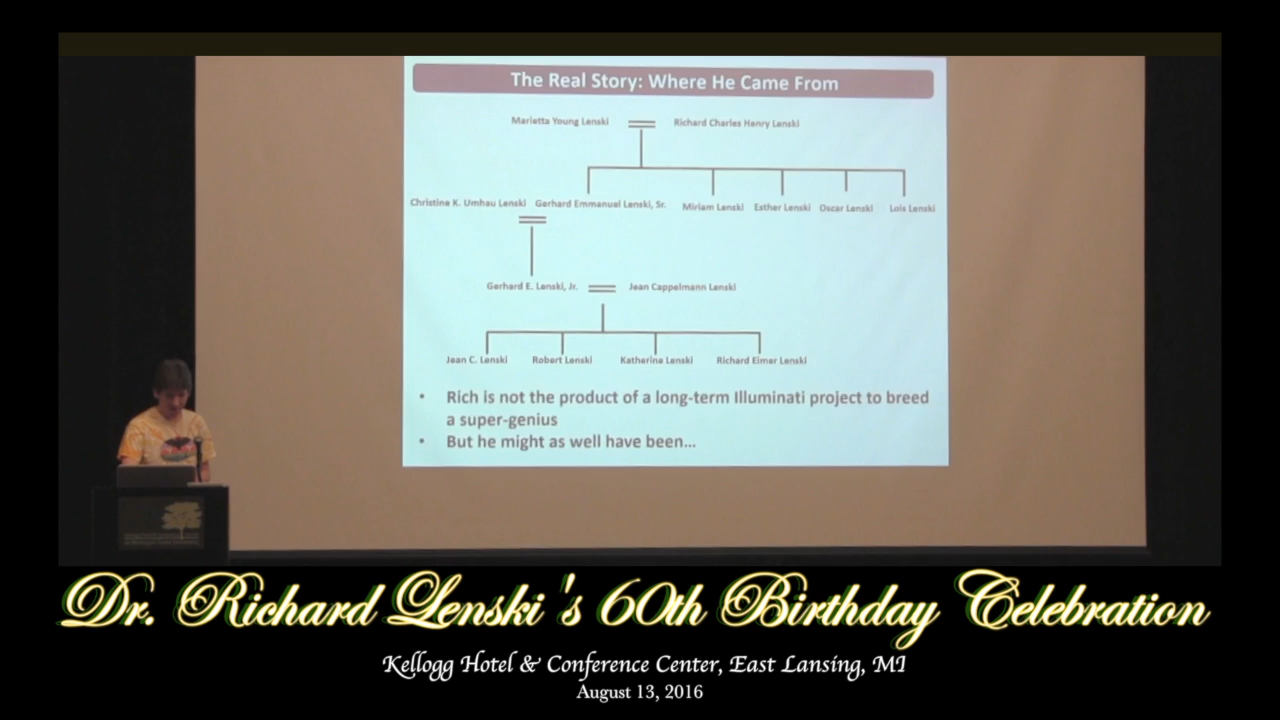 The Real Story: Where He Came From
Marietta Young Lenski Richard Charles Henry Lenski
Christine K. Umhau Lenski Gerhard Emmanuel Lenski, Sr. Miriam Lenski Esther Lenski Oscar Lenski Lois Lenski
Gerhard E. Lenski, Jr. Jean Cappelmann Lenski
Jean C. Lenski Robert Lenski Katherine Lenski Richard Eimer Lenski
• Rich is not the product of a long-term Illuminati project to breed
a super-genius
• But he might as well have been...
Dr. Richard Lenski's 60th Birthday Celebration
Kellogg Hotel & Conference Center, East Lansing, MI
August 13, 2016